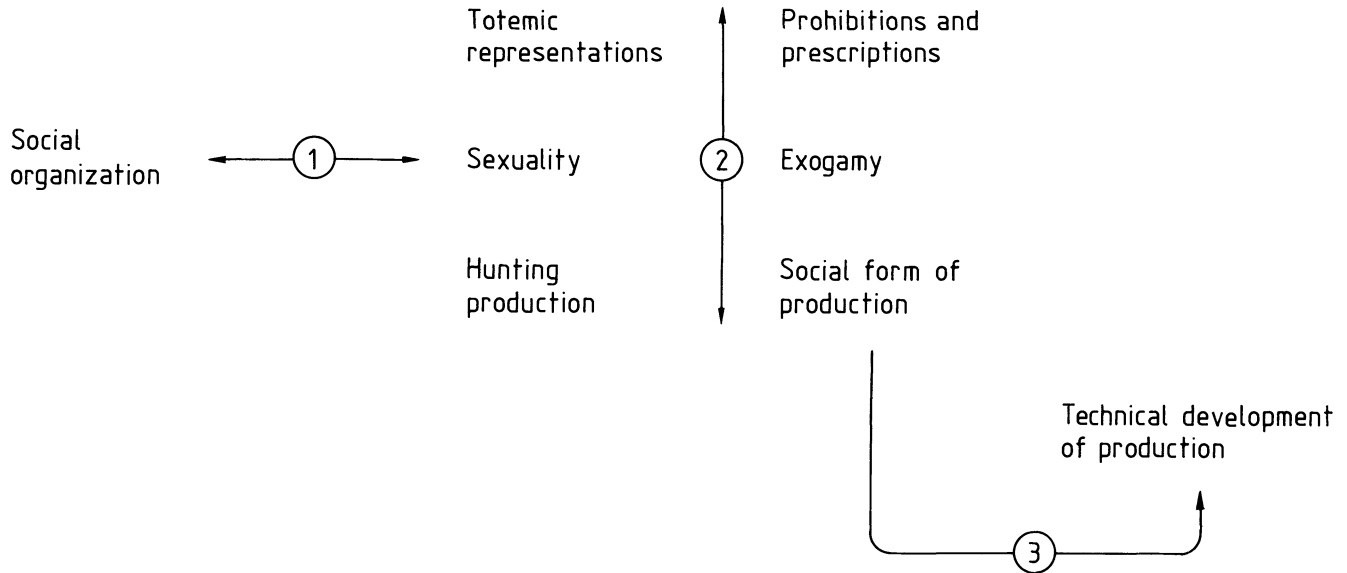 Totemic
representations
Prohibitions and
prescriptions
Social
organization
1
Sexuality
2
Exogamy
Hunting
production
Social form of
production
Technical development
of production
3